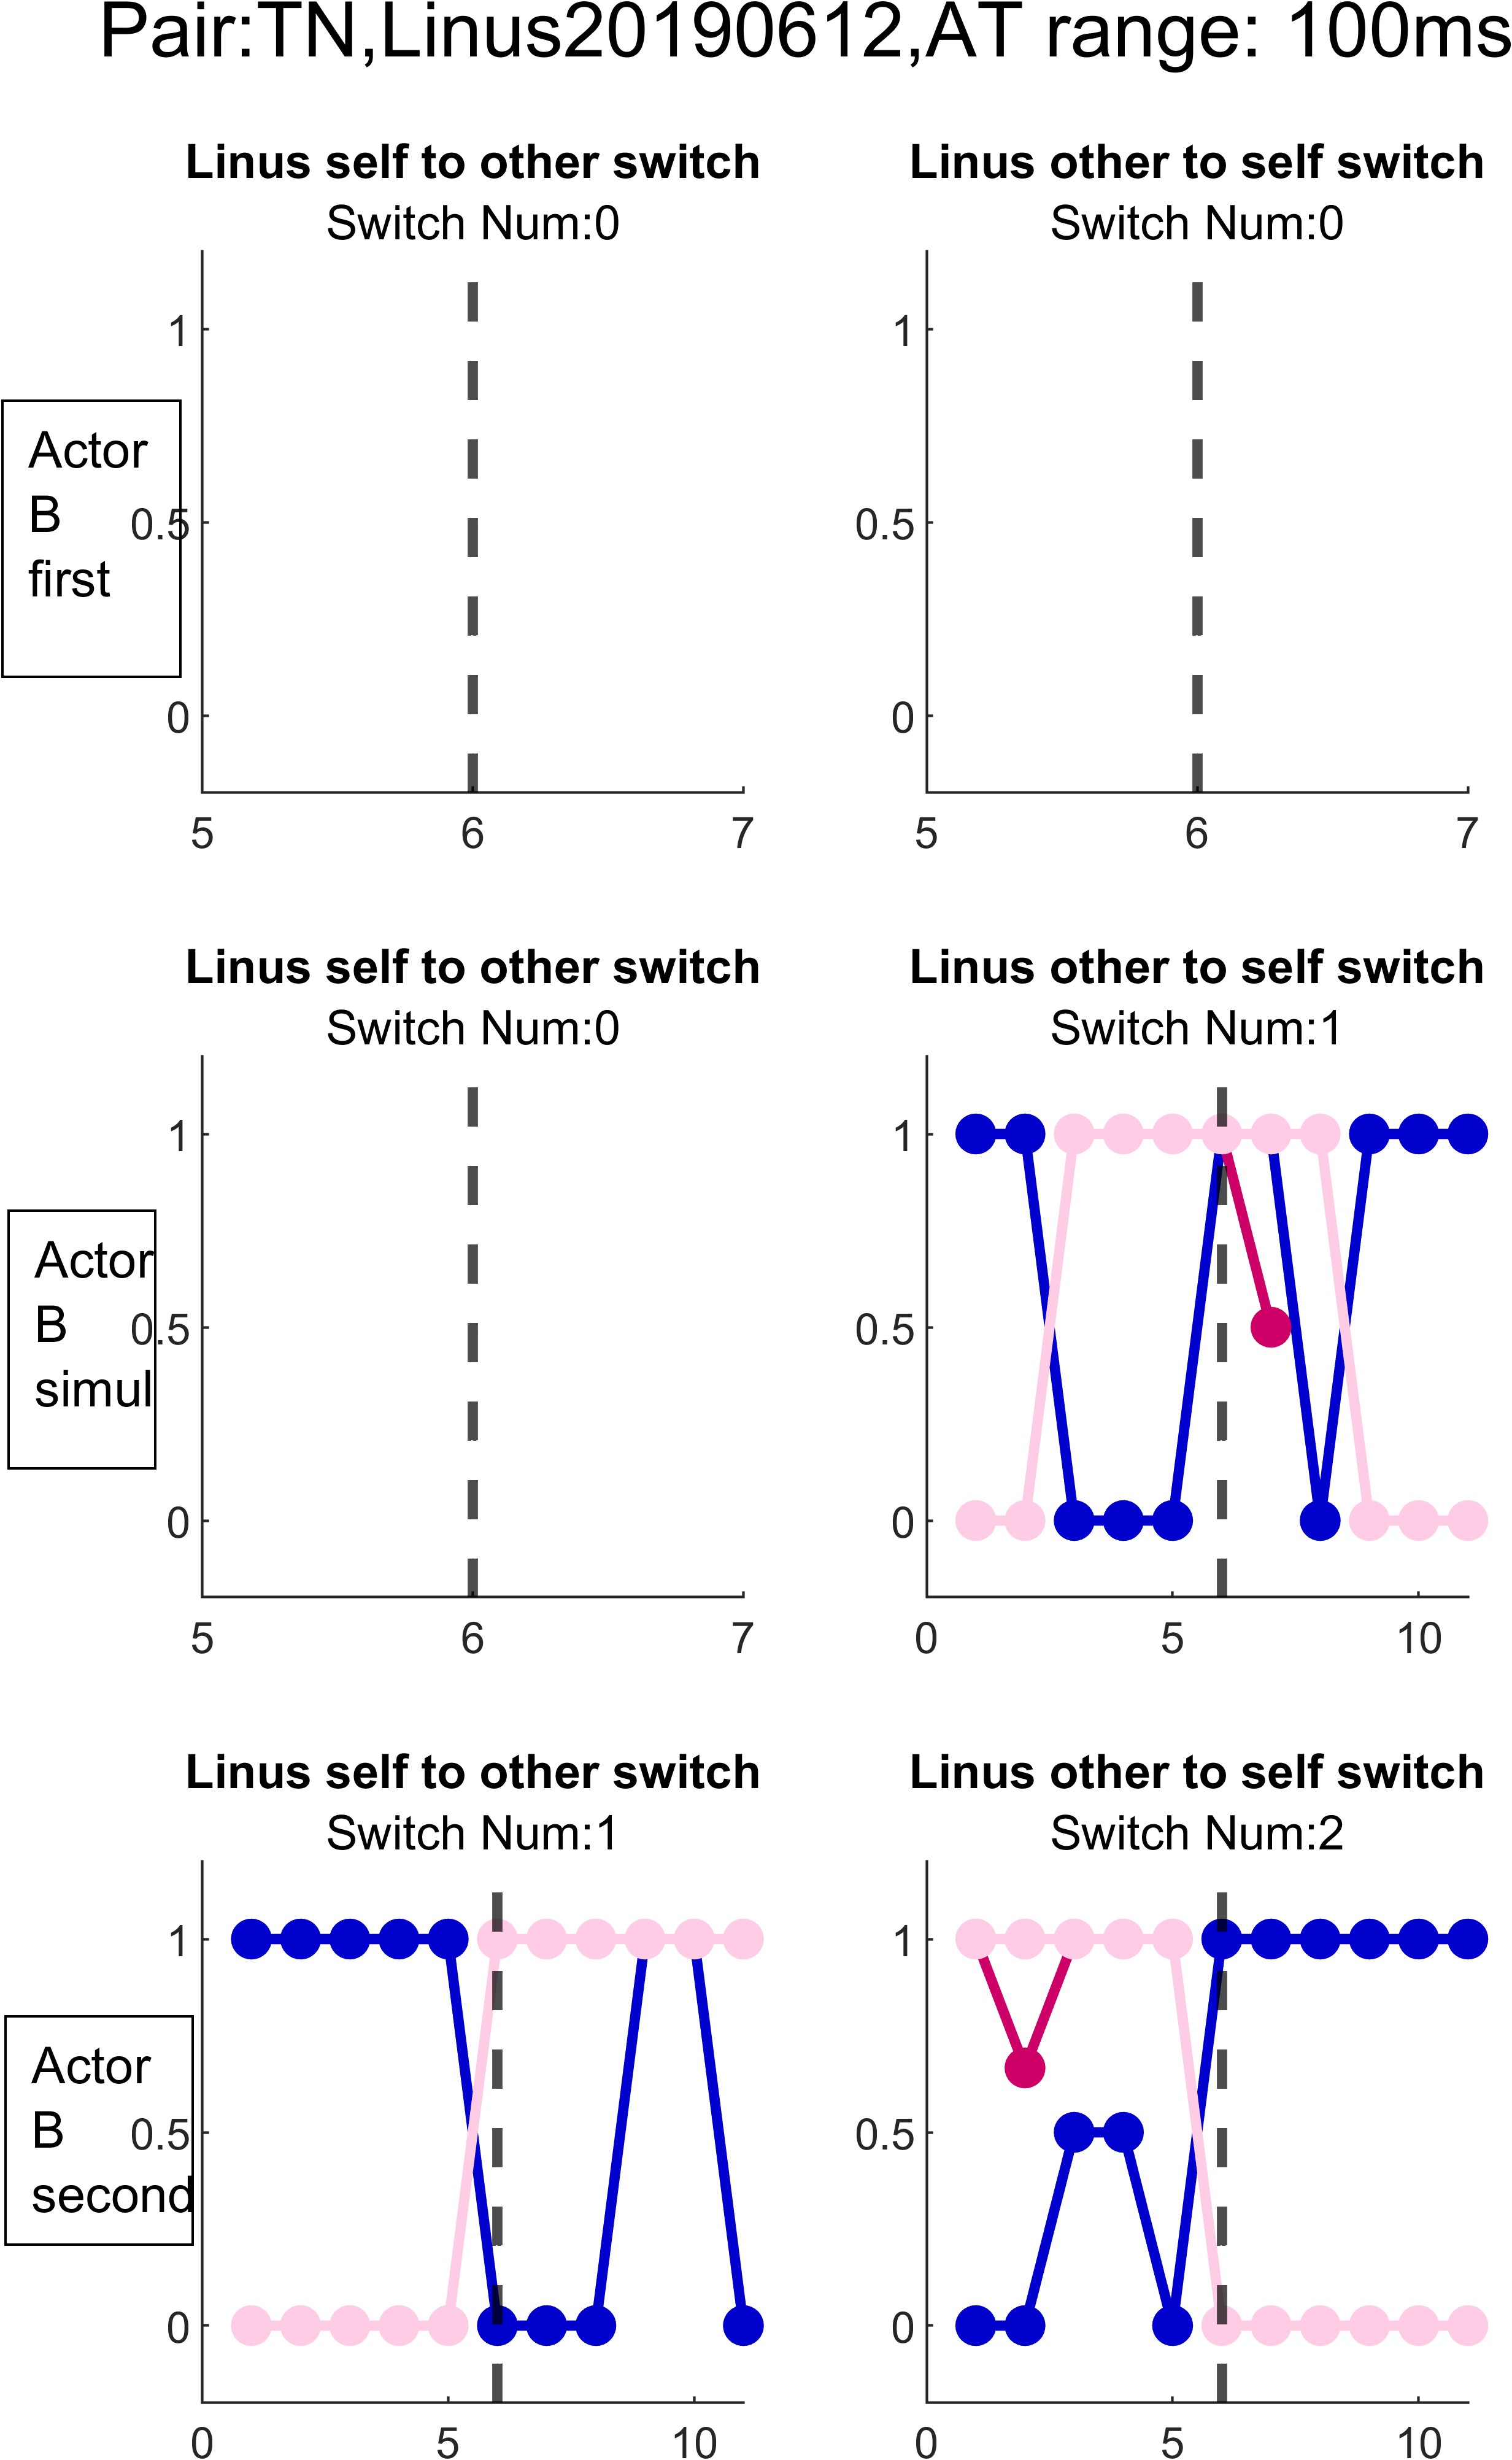 Pair:TN,Linus20190612,AT range: 100ms
Linus self to other switch
Switch Num:0
1
0.5
0
5 6 7
Linus other to self switch
Switch Num:0
1
0.5
0
5 6 7
Actor
B
first
Linus self to other switch
Switch Num:0
1
0.5
0
5 6 7
Linus other to self switch
Switch Num:1
1
0.5
0
0 5 10
Actor
B
simul
Linus self to other switch
Switch Num:1
1
0.5
0
0 5 10
Linus other to self switch
Switch Num:2
1
0.5
0
0 5 10
Actor
B
second